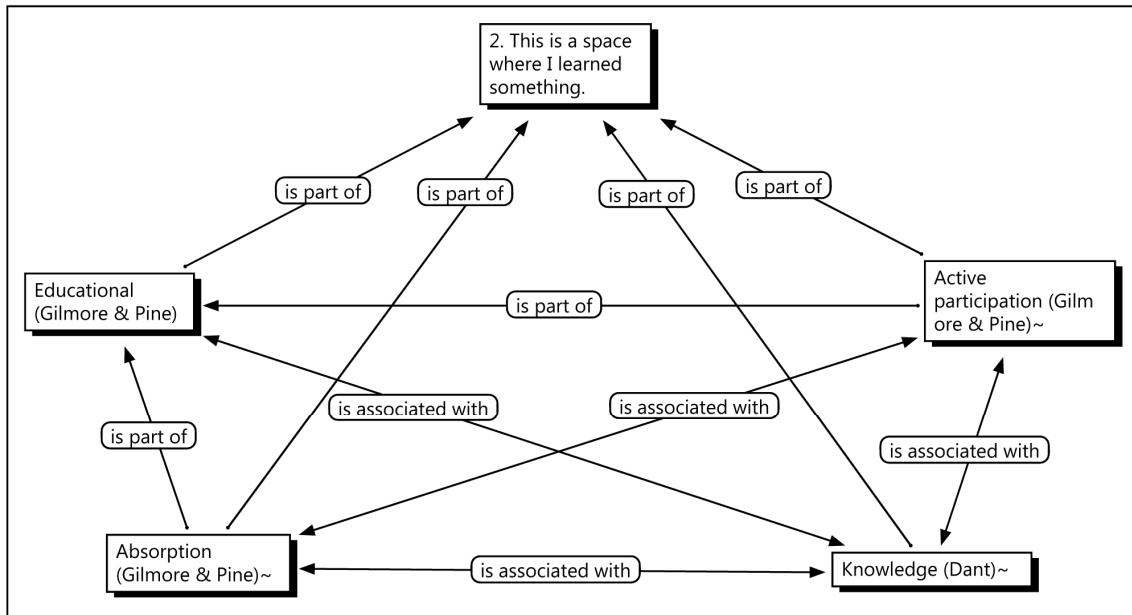 2. This is a space
where I learned
something.
is part of
is part of
is part of
is part of
Educational
(Gilmore & Pine)
is part of
Active
participation (Gilm
ore & Pine)~
is associated with
is associated with
is part of
is associated with
Absorption
(Gilmore & Pine)~
is associated with
Knowledge (Dant)~